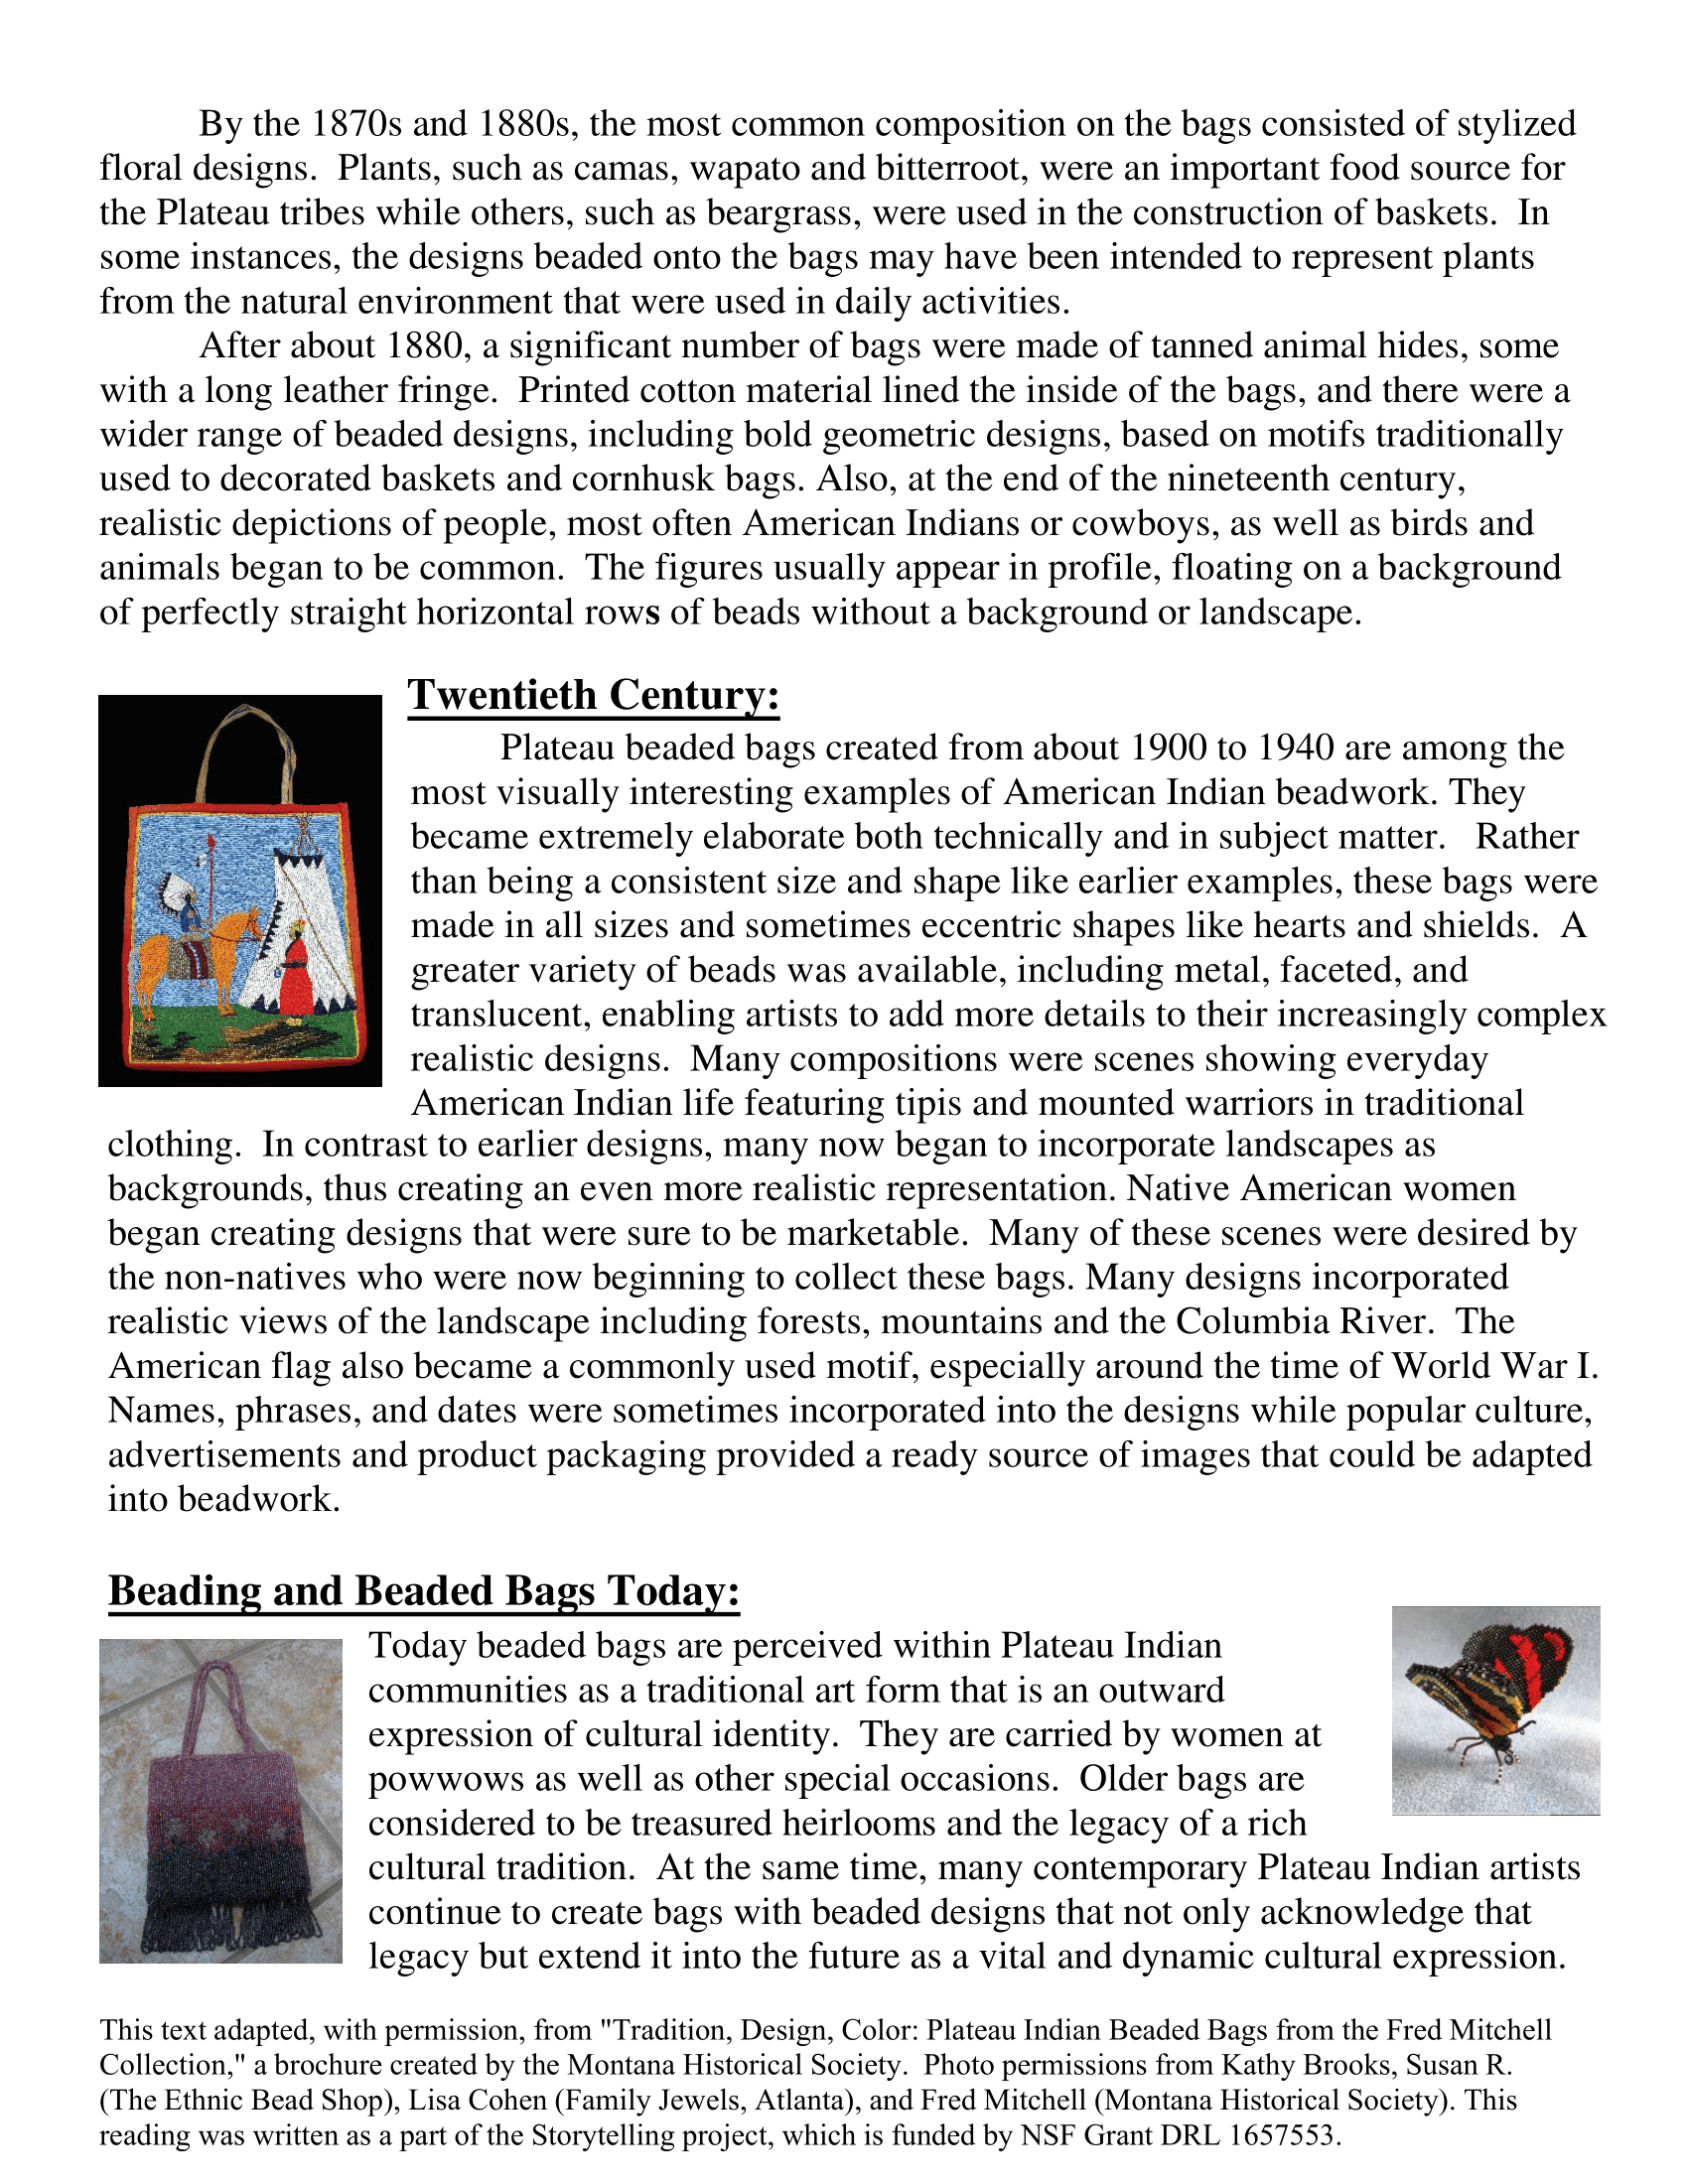 By the 1870s and 1880s, the most common composition on the bags consisted of stylized
floral designs.  Plants, such as camas, wapato and bitterroot, were an important food source for
the Plateau tribes while others, such as beargrass, were used in the construction of baskets.  In
some instances, the designs beaded onto the bags may have been intended to represent plants
from the natural environment that were used in daily activities.
After about 1880, a significant number of bags were made of tanned animal hides, some
with a long leather fringe.  Printed cotton material lined the inside of the bags, and there were a
wider range of beaded designs, including bold geometric designs, based on motifs traditionally
used to decorated baskets and cornhusk bags. Also, at the end of the nineteenth century,
realistic depictions of people, most often American Indians or cowboys, as well as birds and
animals began to be common.  The figures usually appear in profile, floating on a background
of perfectly straight horizontal rows of beads without a background or landscape.
Twentieth Century:
Plateau beaded bags created from about 1900 to 1940 are among the
most visually interesting examples of American Indian beadwork. They
became extremely elaborate both technically and in subject matter.   Rather
than being a consistent size and shape like earlier examples, these bags were
made in all sizes and sometimes eccentric shapes like hearts and shields.  A
greater variety of beads was available, including metal, faceted, and
translucent, enabling artists to add more details to their increasingly complex
realistic designs.  Many compositions were scenes showing everyday
American Indian life featuring tipis and mounted warriors in traditional
clothing.  In contrast to earlier designs, many now began to incorporate landscapes as
backgrounds, thus creating an even more realistic representation. Native American women
began creating designs that were sure to be marketable.  Many of these scenes were desired by
the non-natives who were now beginning to collect these bags. Many designs incorporated
realistic views of the landscape including forests, mountains and the Columbia River.  The
American flag also became a commonly used motif, especially around the time of World War I.
Names, phrases, and dates were sometimes incorporated into the designs while popular culture,
advertisements and product packaging provided a ready source of images that could be adapted
into beadwork.
Beading and Beaded Bags Today:
Today beaded bags are perceived within Plateau Indian
communities as a traditional art form that is an outward
expression of cultural identity.  They are carried by women at
powwows as well as other special occasions.  Older bags are
considered to be treasured heirlooms and the legacy of a rich
cultural tradition.  At the same time, many contemporary Plateau Indian artists
continue to create bags with beaded designs that not only acknowledge that
legacy but extend it into the future as a vital and dynamic cultural expression.
This text adapted, with permission, from "Tradition, Design, Color: Plateau Indian Beaded Bags from the Fred Mitchell
Collection," a brochure created by the Montana Historical Society.  Photo permissions from Kathy Brooks, Susan R.
(The Ethnic Bead Shop), Lisa Cohen (Family Jewels, Atlanta), and Fred Mitchell (Montana Historical Society). This
reading was written as a part of the Storytelling project, which is funded by NSF Grant DRL 1657553.